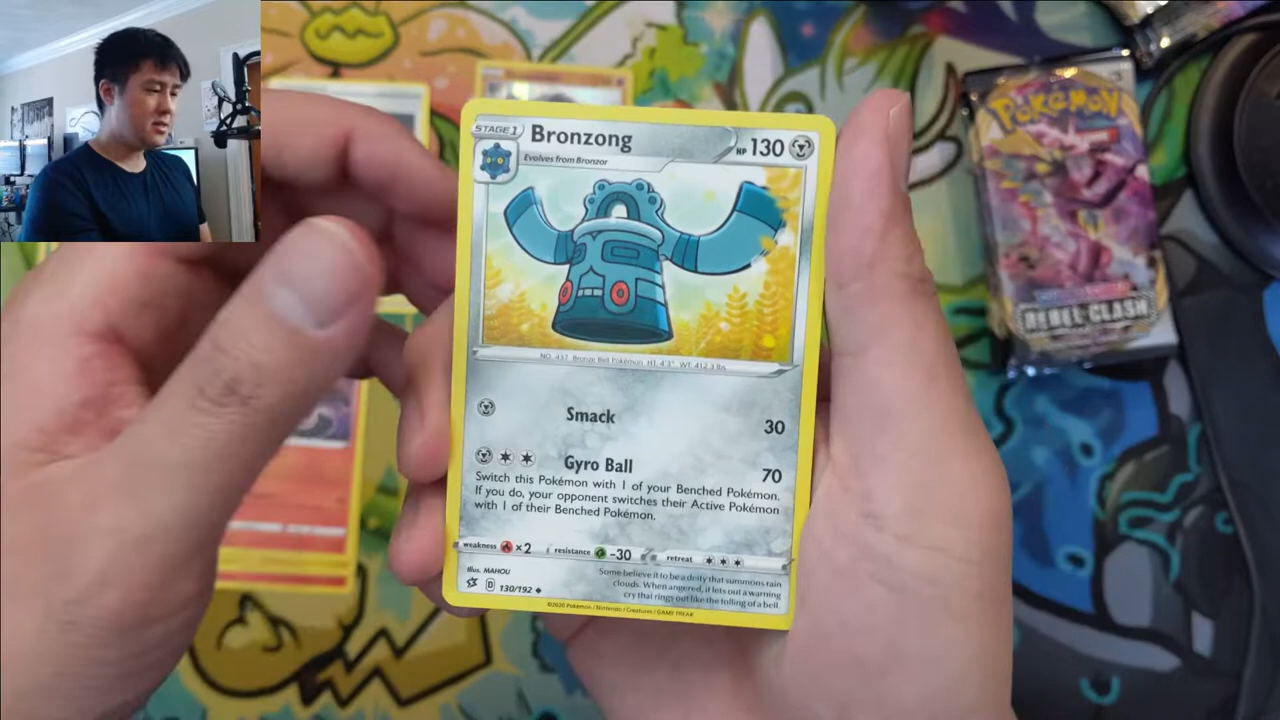 STAGE 1
Bronzong
HP 130
Evolves from Bronzor
NO. 437 Bronze Bell Pokémon HT: 4'3" WT: 412.3 lbs
Smack 30
Gyro Ball 70
Switch this Pokémon with 1 of your Benched Pokémon.
If you do, your opponent switches their Active Pokémon
with 1 of their Benched Pokémon.
weakness ×2 resistance -30 retreat
Illus. MAHOU
D 130/192
Some believe it to be a deity that summons rain
clouds. When angered, it lets out a warning
cry that rings out like the tolling of a bell.
©2020 Pokémon / Nintendo / Creatures / GAME FREAK
POKÉMON
REBEL CLASH